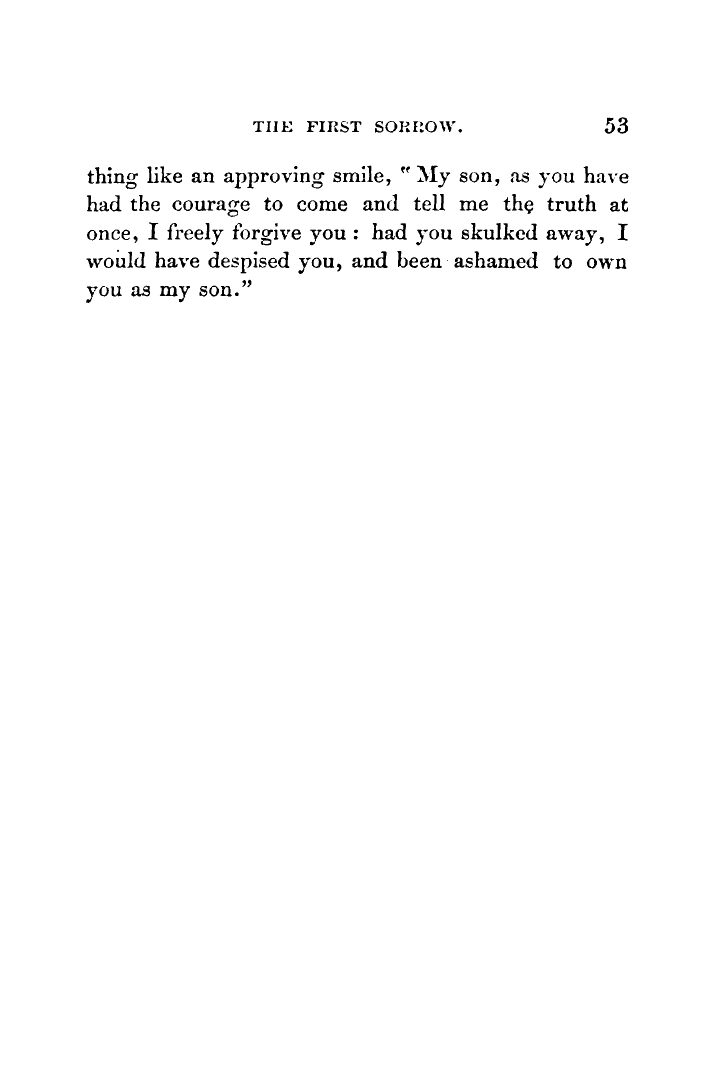 THE FIRST SORROW. 53
thing like an approving smile, "My son, as you have
had the courage to come and tell me the truth at
once, I freely forgive you : had you skulked away, I
would have despised you, and been ashamed to own
you as my son."